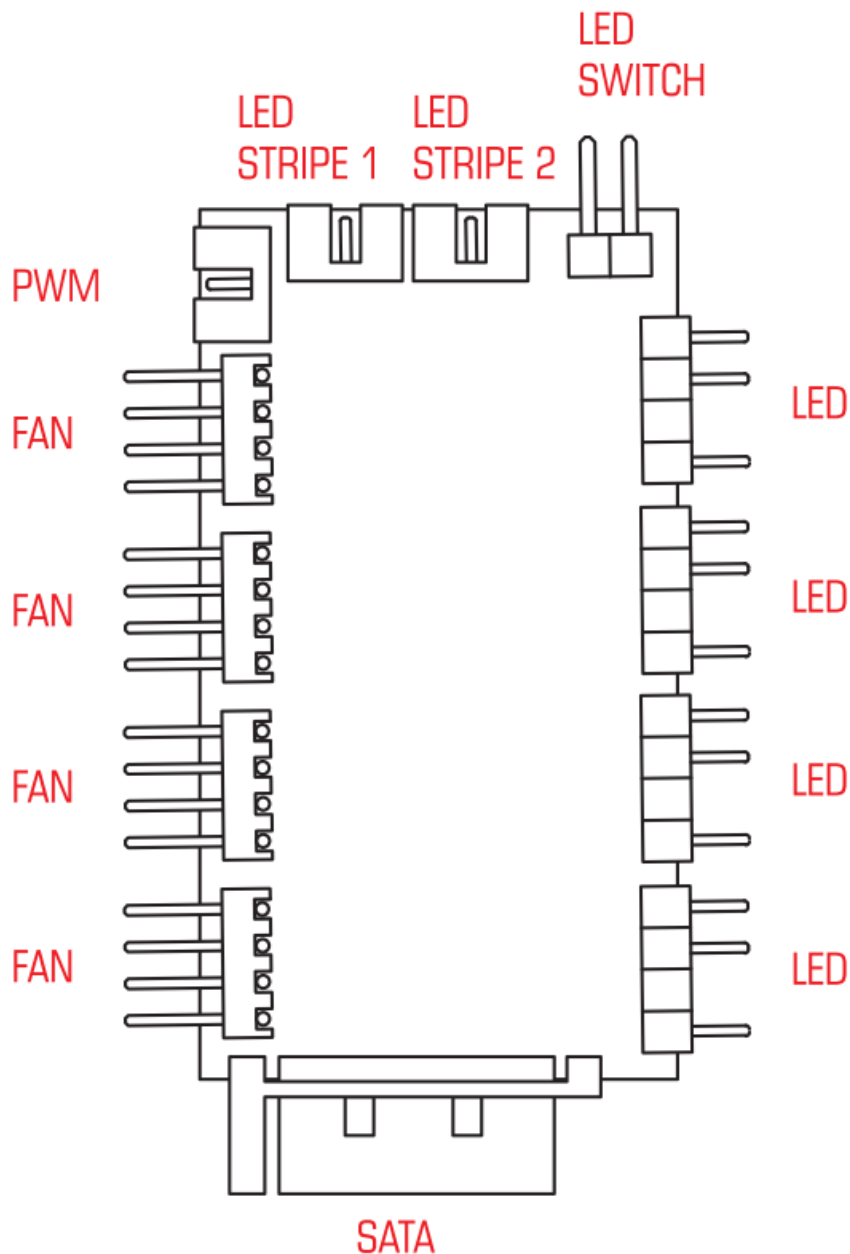 LED
SWITCH
LED
STRIPE 1
LED
STRIPE 2
PWM
FAN
LED
FAN
LED
FAN
LED
FAN
LED
SATA